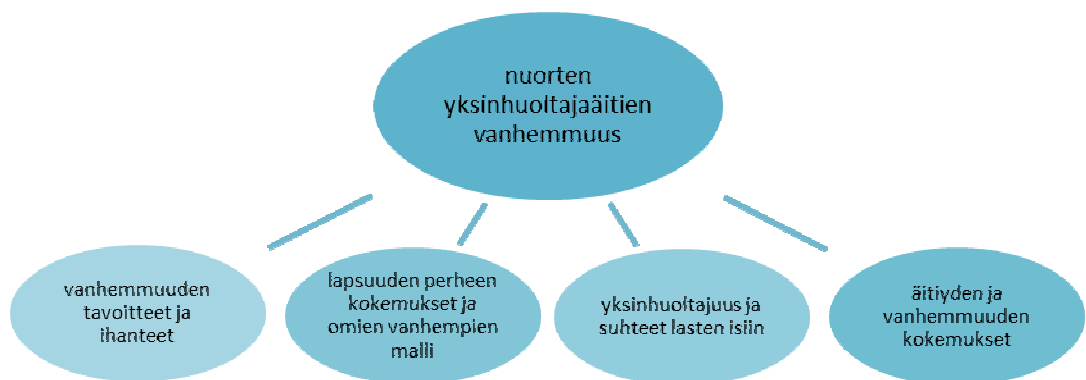 nuorten
yksinhuoltajaäitien
vanhemmuus
vanhemmuuden
tavoitteet ja
ihanteet
lapsuuden perheen
kokemukset ja
omien vanhempien
malli
yksinhuoltajuus ja
suhteet lasten isiin
äitiyden ja
vanhemmuuden
kokemukset